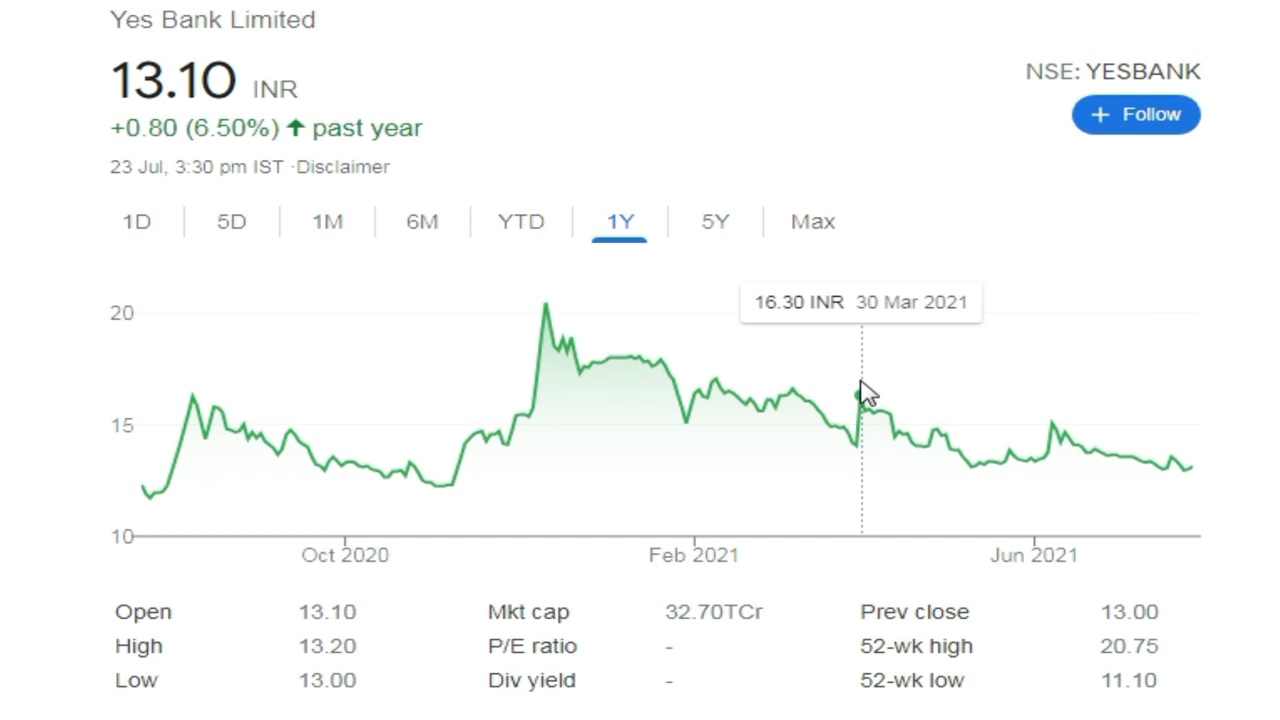 Yes Bank Limited
13.10 INR
NSE: YESBANK
+0.80 (6.50%) ↑ past year
+ Follow
23 Jul, 3:30 pm IST ·Disclaimer
1D 5D 1M 6M YTD 1Y 5Y Max
16.30 INR 30 Mar 2021
20
15
10
Oct 2020 Feb 2021 Jun 2021
Open 13.10 Mkt cap 32.70TCr Prev close 13.00
High 13.20 P/E ratio - 52-wk high 20.75
Low 13.00 Div yield - 52-wk low 11.10